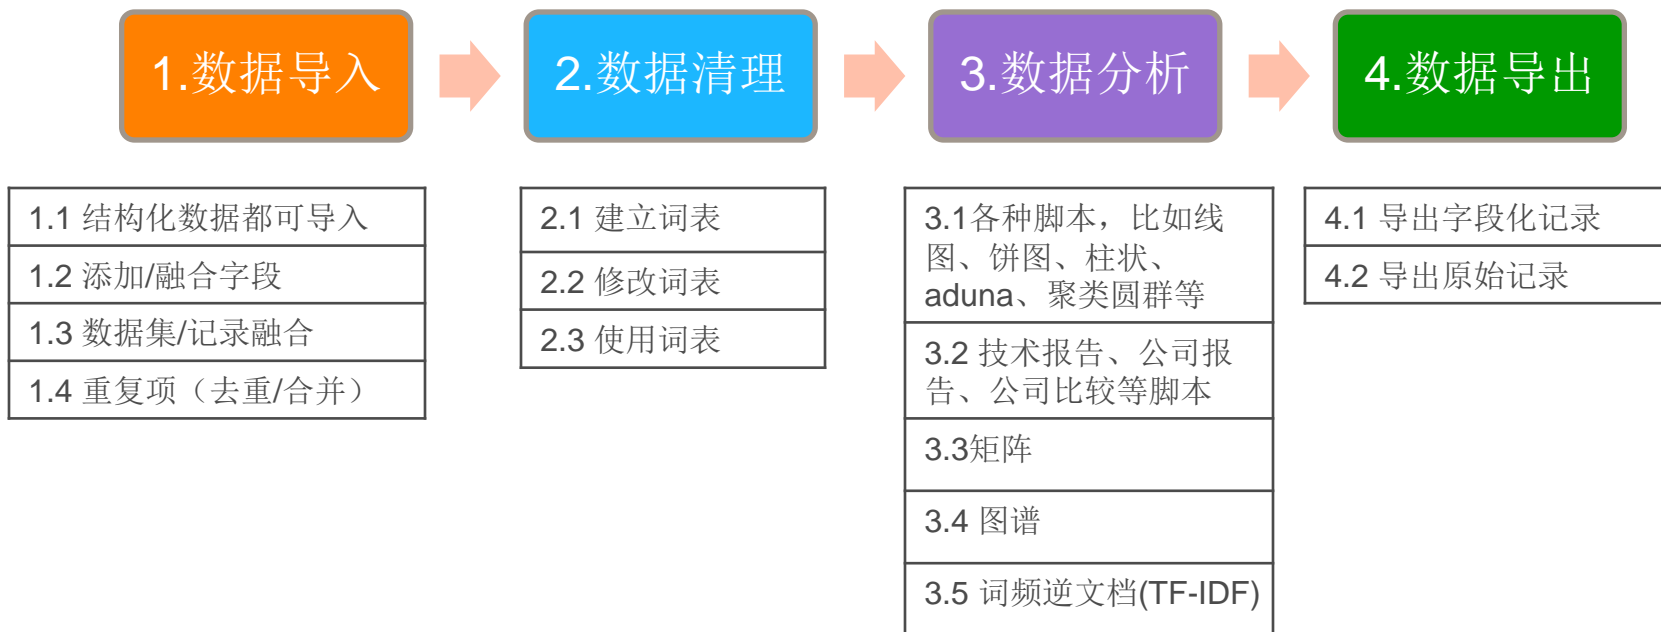 1.数据导入
2.数据清理
3.数据分析
4.数据导出
1.1 结构化数据都可导入
1.2 添加/融合字段
1.3 数据集/记录融合
1.4 重复项（去重/合并）
2.1 建立词表
2.2 修改词表
2.3 使用词表
3.1各种脚本，比如线
图、饼图、柱状、
aduna、聚类圆群等
3.2 技术报告、公司报
告、公司比较等脚本
3.3矩阵
3.4 图谱
3.5 词频逆文档(TF-IDF)
4.1 导出字段化记录
4.2 导出原始记录